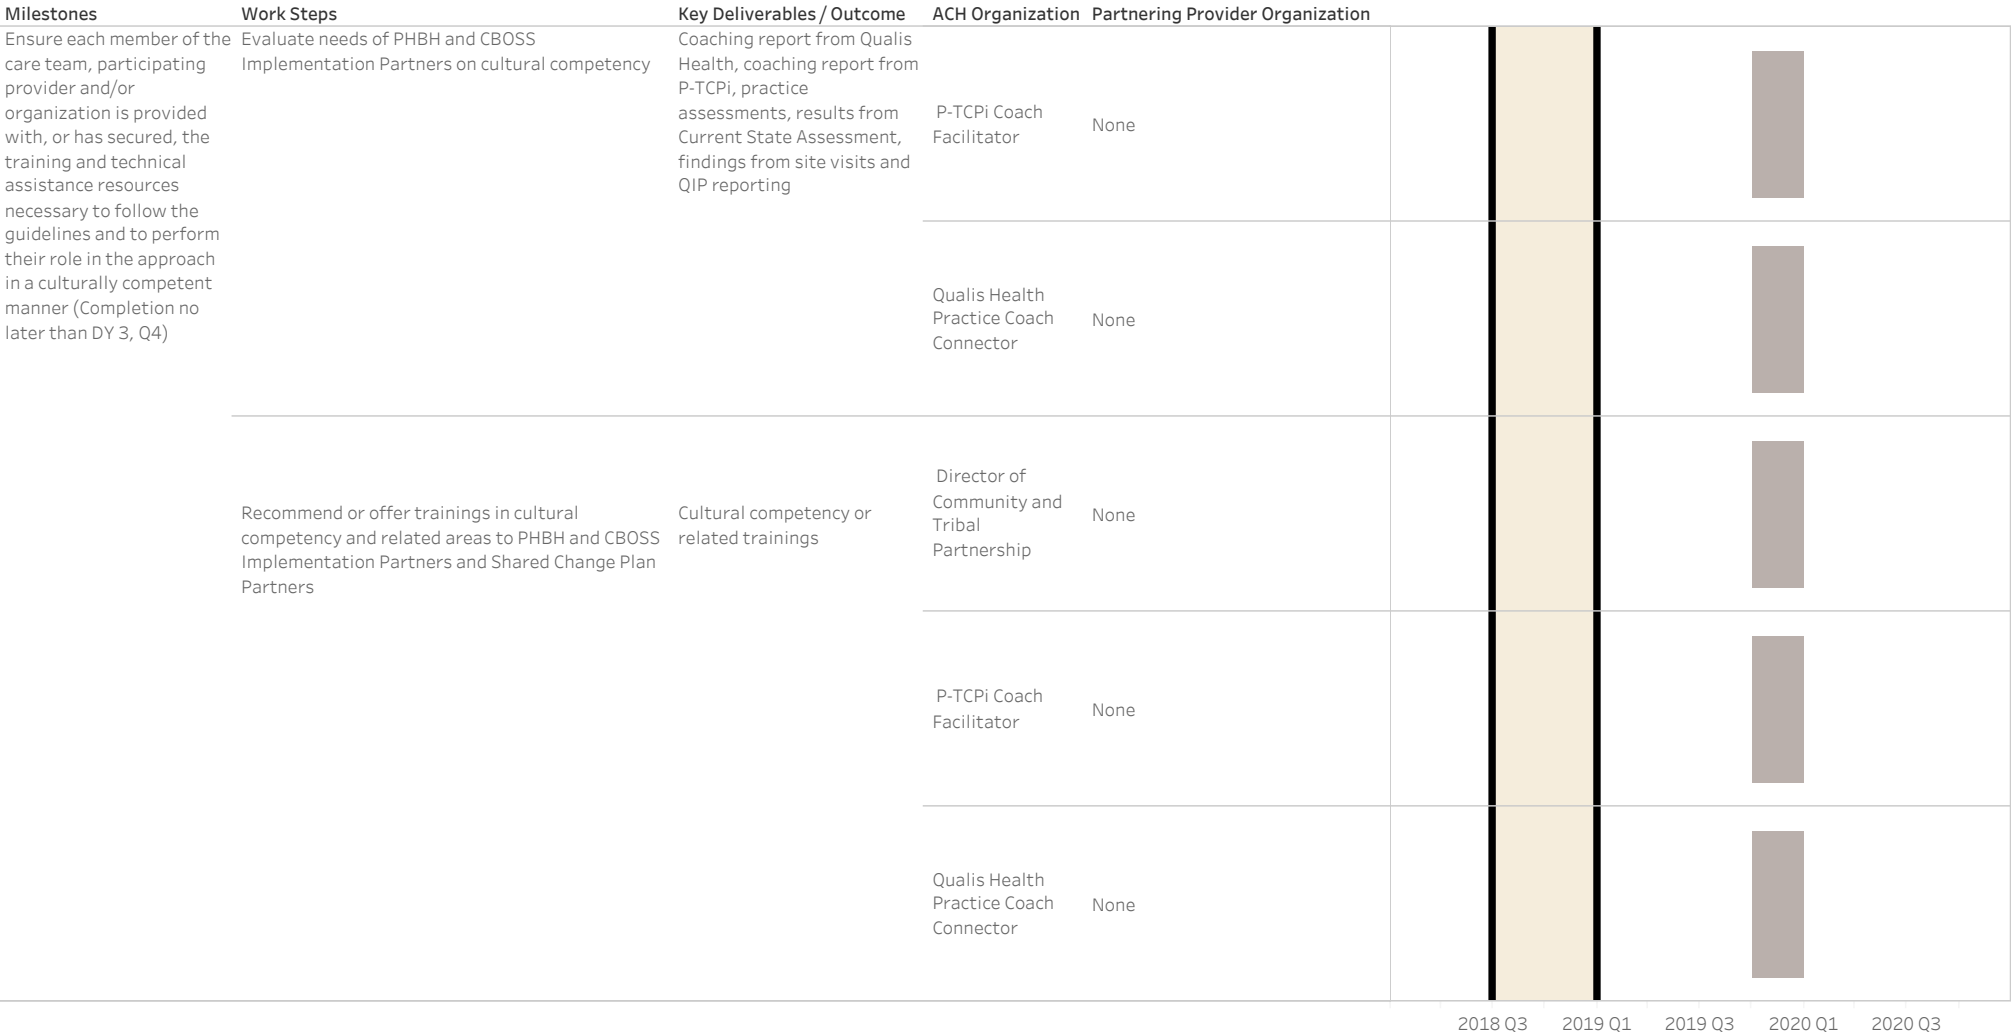 Milestones
Work Steps
Key Deliverables / Outcome
ACH Organization
Partnering Provider Organization
Ensure each member of the
care team, participating
provider and/or
organization is provided
with, or has secured, the
training and technical
assistance resources
necessary to follow the
guidelines and to perform
their role in the approach
in a culturally competent
manner (Completion no
later than DY 3, Q4)
Evaluate needs of PHBH and CBOSS
Implementation Partners on cultural competency
Coaching report from Qualis
Health, coaching report from
P-TCPi, practice
assessments, results from
Current State Assessment,
findings from site visits and
QIP reporting
P-TCPi Coach
Facilitator
None
Qualis Health
Practice Coach
Connector
None
Recommend or offer trainings in cultural
competency and related areas to PHBH and CBOSS
Implementation Partners and Shared Change Plan
Partners
Cultural competency or
related trainings
Director of
Community and
Tribal
Partnership
None
P-TCPi Coach
Facilitator
None
Qualis Health
Practice Coach
Connector
None
2018 Q3
2019 Q1
2019 Q3
2020 Q1
2020 Q3